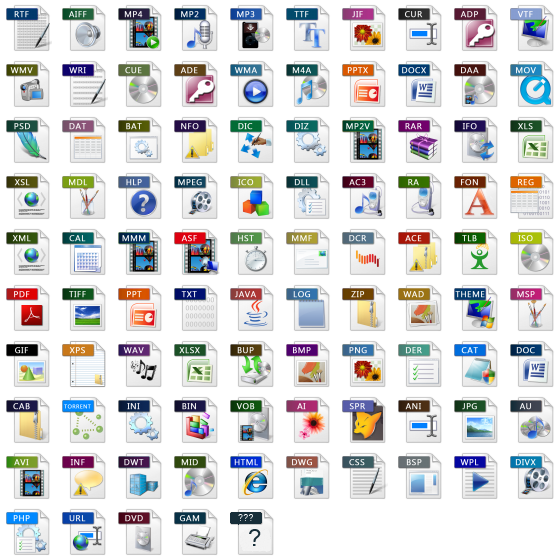 RTF AIFF MP4 MP2 MP3 TTF JIF CUR ADP VTF
WMV WRI CUE ADE WMA M4A PPTX DOCX DAA MOV
PSD DAT BAT NFO DIC DIZ MP2V RAR IFO XLS
XSL MDL HLP MPEG ICO DLL AC3 RA FON REG
XML CAL MMM ASF HST MMF DCR ACE TLB ISO
PDF TIFF PPT TXT JAVA LOG ZIP WAD THEME MSP
GIF XPS WAV XLSX BUP BMP PNG DER CAT DOC
CAB TORRENT INI BIN VOB AI SPR ANI JPG AU
AVI INF DWT MID HTML DWG CSS BSP WPL DIVX
PHP URL DVD GAM ???
?